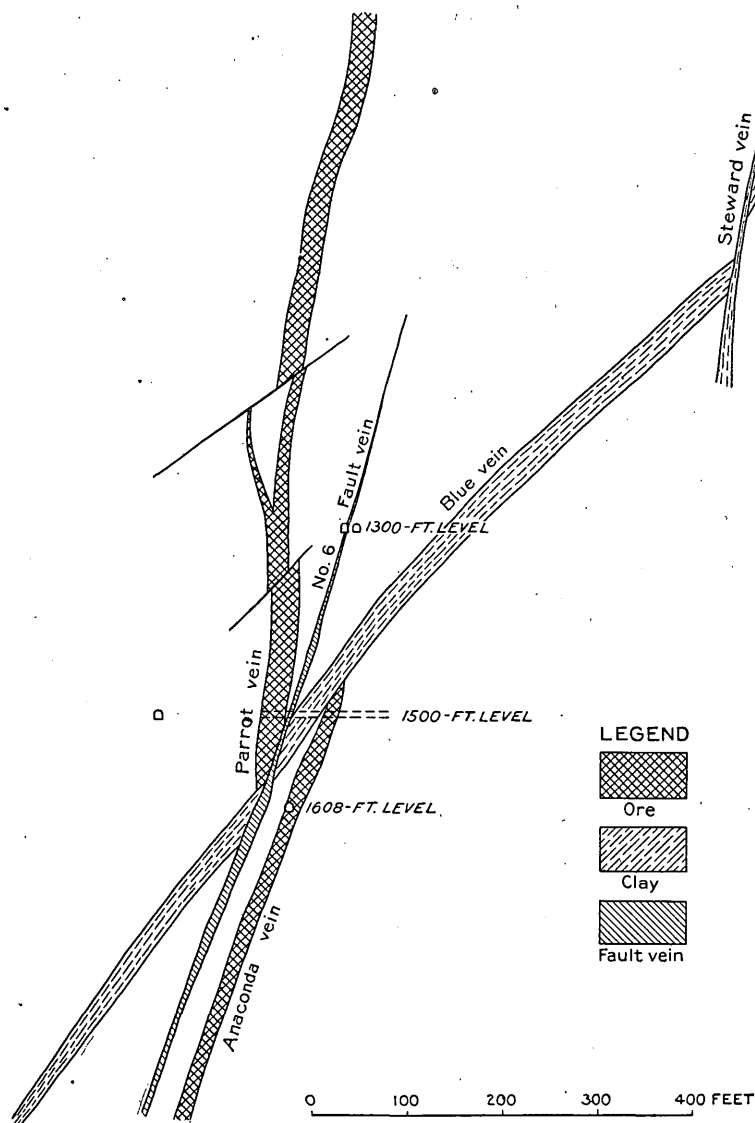 Steward vein
Fault vein
No. 6
Blue vein
1300-FT. LEVEL
Parrot vein
1500-FT. LEVEL
1608-FT. LEVEL
Anaconda vein
LEGEND
Ore
Clay
Fault vein
0 100 200 300 400 FEET